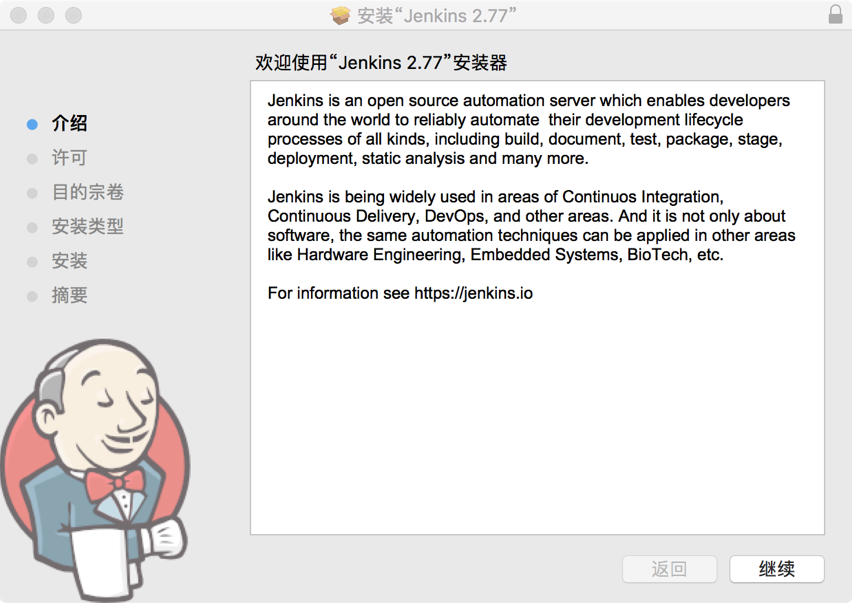 安装“Jenkins 2.77”
欢迎使用“Jenkins 2.77”安装器
介绍
许可
目的宗卷
安装类型
安装
摘要
Jenkins is an open source automation server which enables developers
around the world to reliably automate  their development lifecycle
processes of all kinds, including build, document, test, package, stage,
deployment, static analysis and many more.
Jenkins is being widely used in areas of Continuos Integration,
Continuous Delivery, DevOps, and other areas. And it is not only about
software, the same automation techniques can be applied in other areas
like Hardware Engineering, Embedded Systems, BioTech, etc.
For information see https://jenkins.io
返回
继续